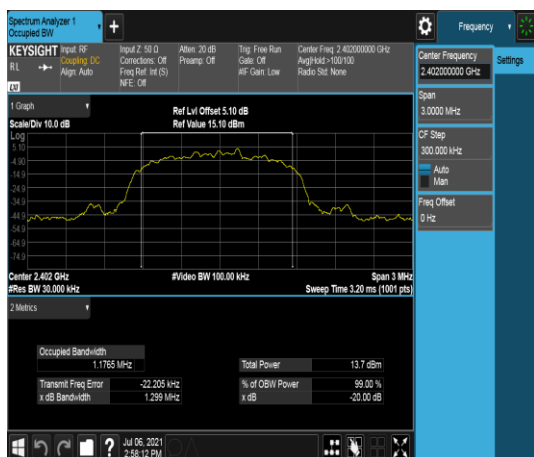 Spectrum Analyzer 1
Occupied BW
Frequency
KEYSIGHT
RL
LXI
Input: RF
Coupling: DC
Align: Auto
Input Z: 50 Ω
Corrections: Off
Freq Ref: Int (S)
NFE: Off
Atten: 20 dB
Preamp: Off
Trig: Free Run
Gate: Off
#IF Gain: Low
Center Freq: 2.402000000 GHz
Avg|Hold:>100/100
Radio Std: None
Center Frequency
2.402000000 GHz
Settings
Span
3.0000 MHz
CF Step
300.000 kHz
Auto
Man
Freq Offset
0 Hz
1 Graph
Scale/Div 10.0 dB
Ref Lvl Offset 5.10 dB
Ref Value 15.10 dBm
Log
5.10
-4.90
-14.9
-24.9
-34.9
-44.9
-54.9
-64.9
-74.9
Center 2.402 GHz
#Res BW 30.000 kHz
#Video BW 100.00 kHz
Span 3 MHz
Sweep Time 3.20 ms (1001 pts)
2 Metrics
Occupied Bandwidth
1.1765 MHz
Total Power 13.7 dBm
Transmit Freq Error -22.205 kHz
% of OBW Power 99.00 %
x dB Bandwidth 1.299 MHz
x dB -20.00 dB
Jul 06, 2021
2:58:12 PM